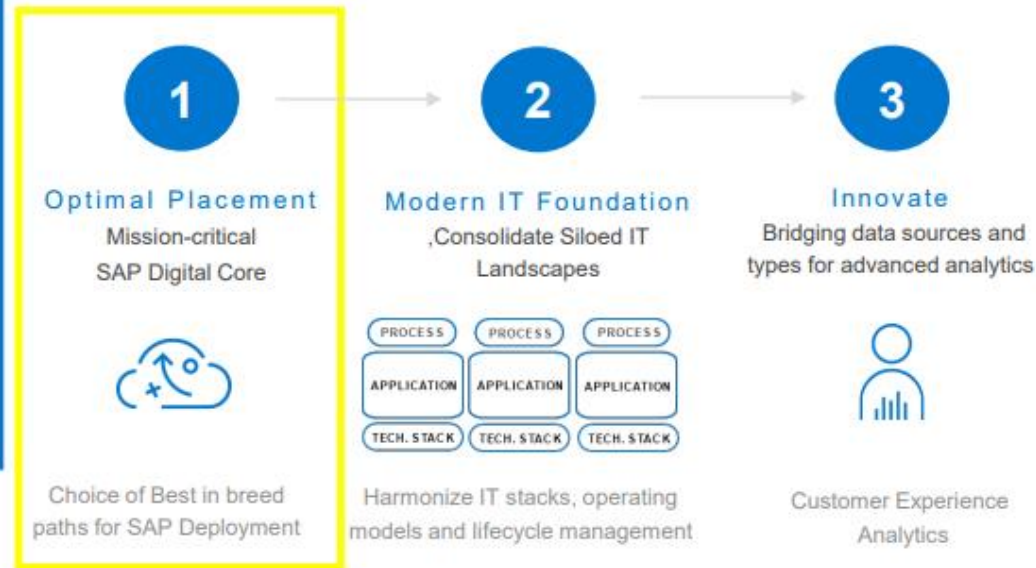 1
Optimal Placement
Mission-critical
SAP Digital Core
Choice of Best in breed
paths for SAP Deployment
2
Modern IT Foundation
,Consolidate Siloed IT
Landscapes
PROCESS PROCESS PROCESS
APPLICATION APPLICATION APPLICATION
TECH. STACK TECH. STACK TECH. STACK
Harmonize IT stacks, operating
models and lifecycle management
3
Innovate
Bridging data sources and
types for advanced analytics
Customer Experience
Analytics